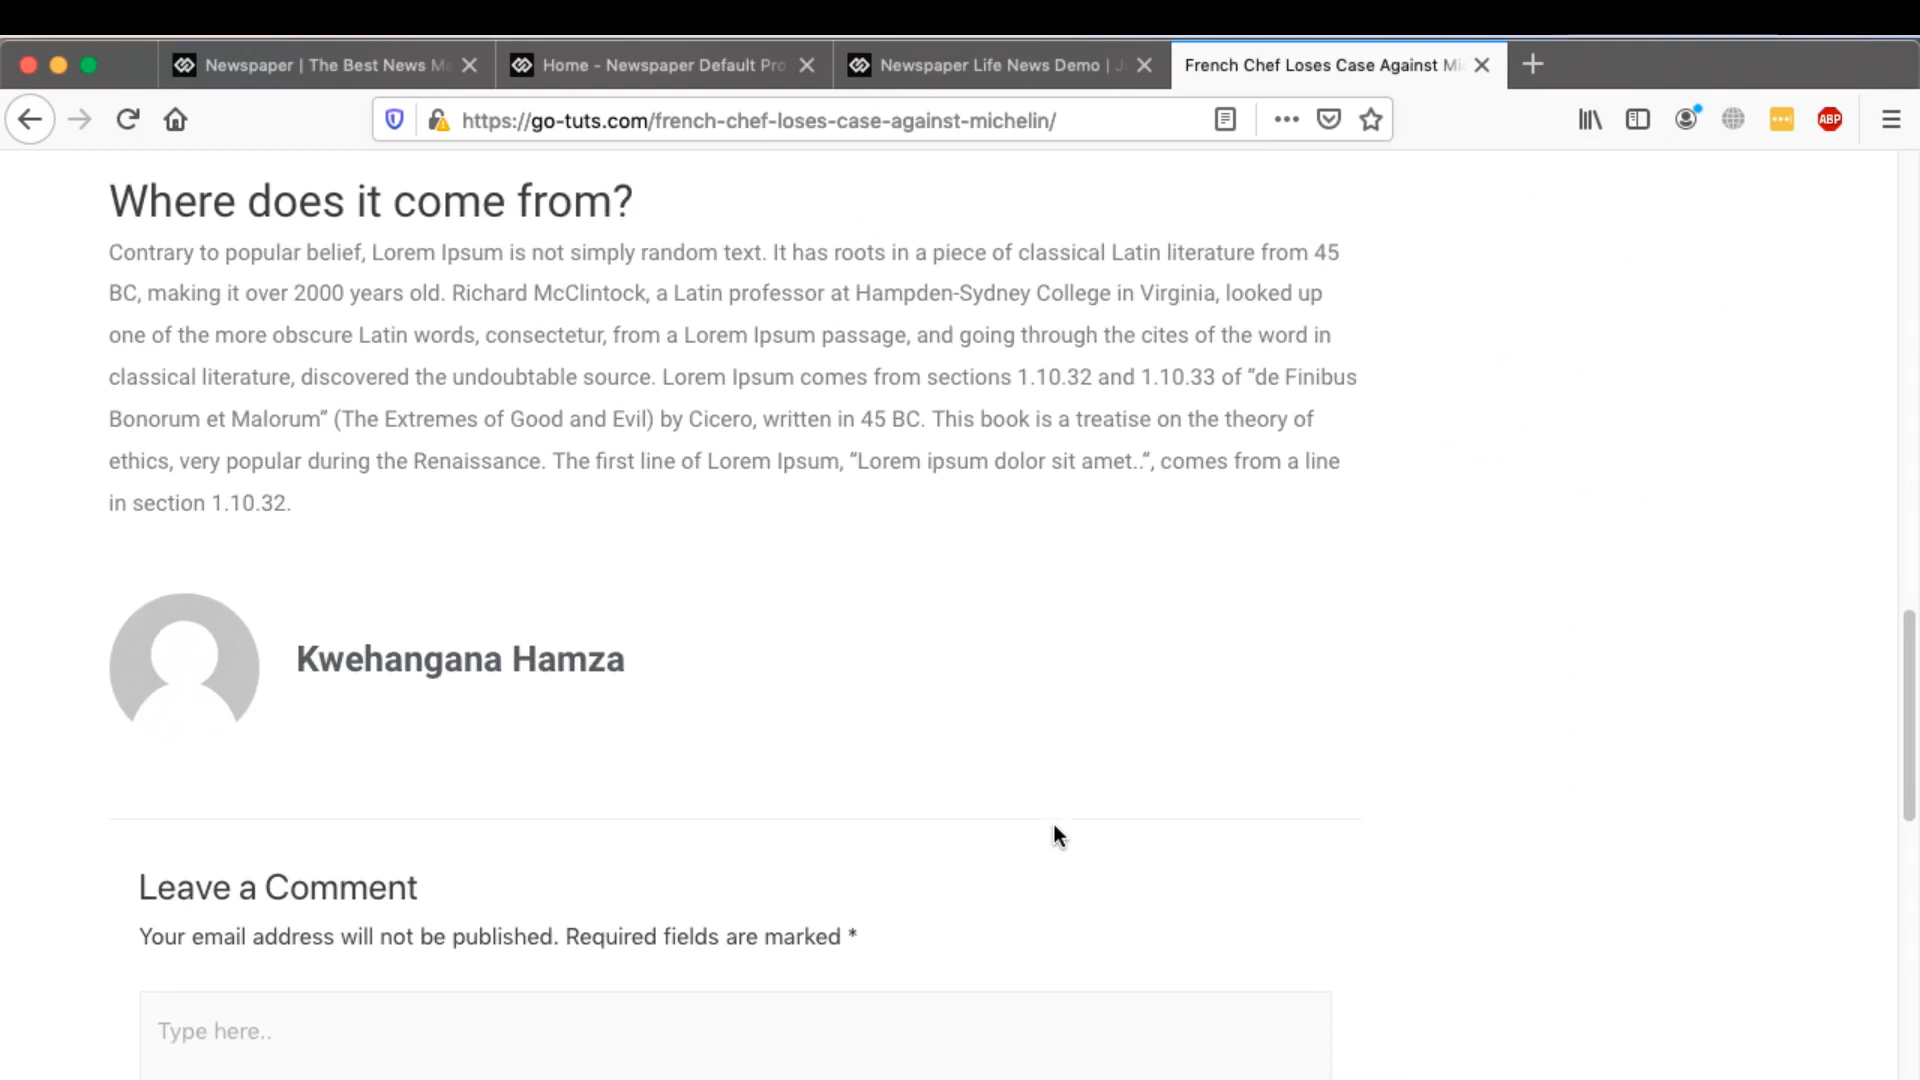 Newspaper | The Best News M
Home - Newspaper Default Pro
Newspaper Life News Demo | J
French Chef Loses Case Against Mi
https://go-tuts.com/french-chef-loses-case-against-michelin/
ABP
Where does it come from?
Contrary to popular belief, Lorem Ipsum is not simply random text. It has roots in a piece of classical Latin literature from 45
BC, making it over 2000 years old. Richard McClintock, a Latin professor at Hampden-Sydney College in Virginia, looked up
one of the more obscure Latin words, consectetur, from a Lorem Ipsum passage, and going through the cites of the word in
classical literature, discovered the undoubtable source. Lorem Ipsum comes from sections 1.10.32 and 1.10.33 of “de Finibus
Bonorum et Malorum” (The Extremes of Good and Evil) by Cicero, written in 45 BC. This book is a treatise on the theory of
ethics, very popular during the Renaissance. The first line of Lorem Ipsum, “Lorem ipsum dolor sit amet..”, comes from a line
in section 1.10.32.
Kwehangana Hamza
Leave a Comment
Your email address will not be published. Required fields are marked *
Type here..